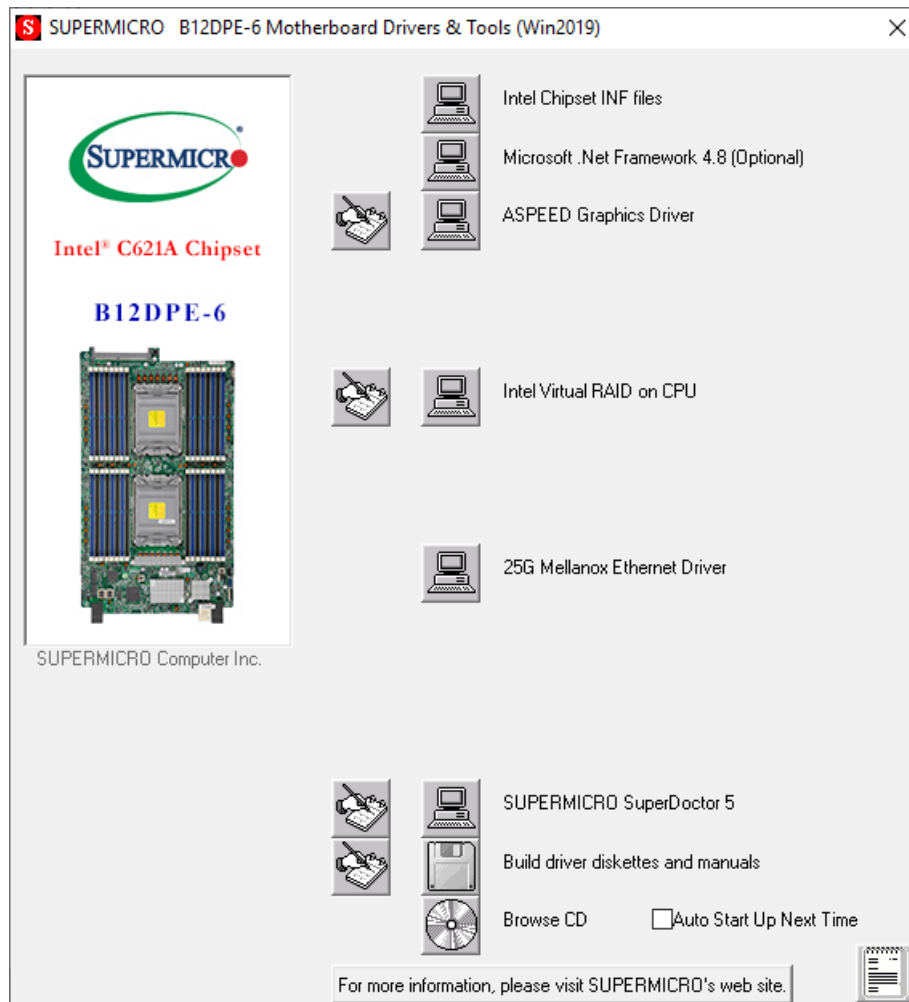 SUPERMICRO B12DPE-6 Motherboard Drivers & Tools (Win2019)
SUPERMICR
Intel® C621A Chipset
B12DPE-6
SUPERMICRO Computer Inc.
Intel Chipset INF files
Microsoft .Net Framework 4.8 (Optional)
ASPEED Graphics Driver
Intel Virtual RAID on CPU
25G Mellanox Ethernet Driver
SUPERMICRO SuperDoctor 5
Build driver diskettes and manuals
Browse CD Auto Start Up Next Time
For more information, please visit SUPERMICRO's web site.